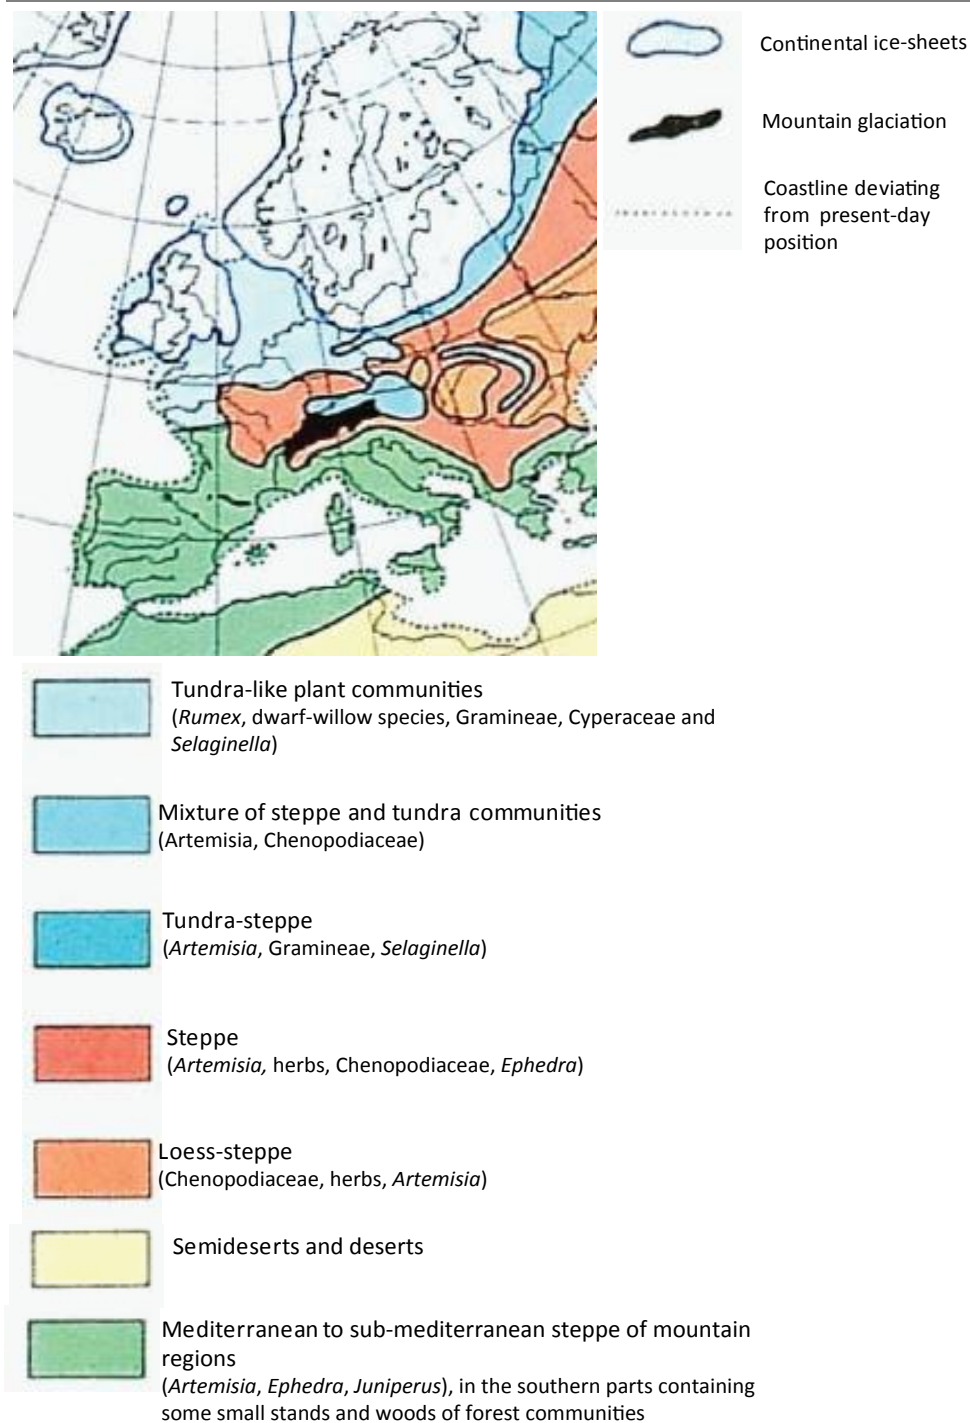 Continental ice-sheets
Mountain glaciation
Coastline deviating
from present-day
position
Tundra-like plant communities
(Rumex, dwarf-willow species, Gramineae, Cyperaceae and
Selaginella)
Mixture of steppe and tundra communities
(Artemisia, Chenopodiaceae)
Tundra-steppe
(Artemisia, Gramineae, Selaginella)
Steppe
(Artemisia, herbs, Chenopodiaceae, Ephedra)
Loess-steppe
(Chenopodiaceae, herbs, Artemisia)
Semideserts and deserts
Mediterranean to sub-mediterranean steppe of mountain
regions
(Artemisia, Ephedra, Juniperus), in the southern parts containing
some small stands and woods of forest communities